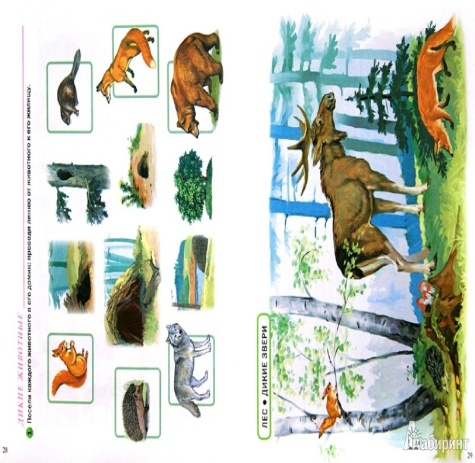 ДИКИЕ ЖИВОТНЫЕ
Посели каждого животного в его домик: проведи линию от животного к его жилищу.
28
ЛЕС • ДИКИЕ ЗВЕРИ
29
Лабиринт